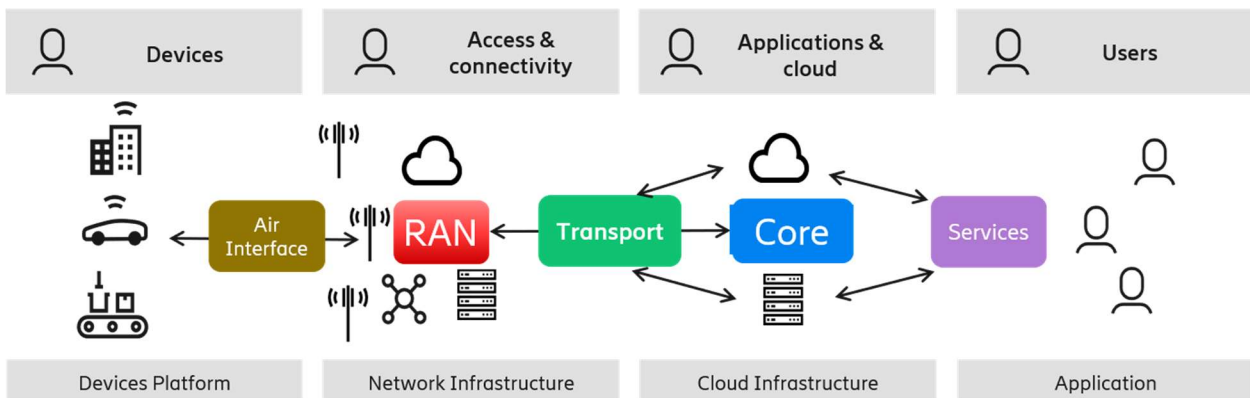 Devices
Access &
connectivity
Applications &
cloud
Users
Air
Interface
RAN
Transport
Core
Services
Devices Platform
Network Infrastructure
Cloud Infrastructure
Application